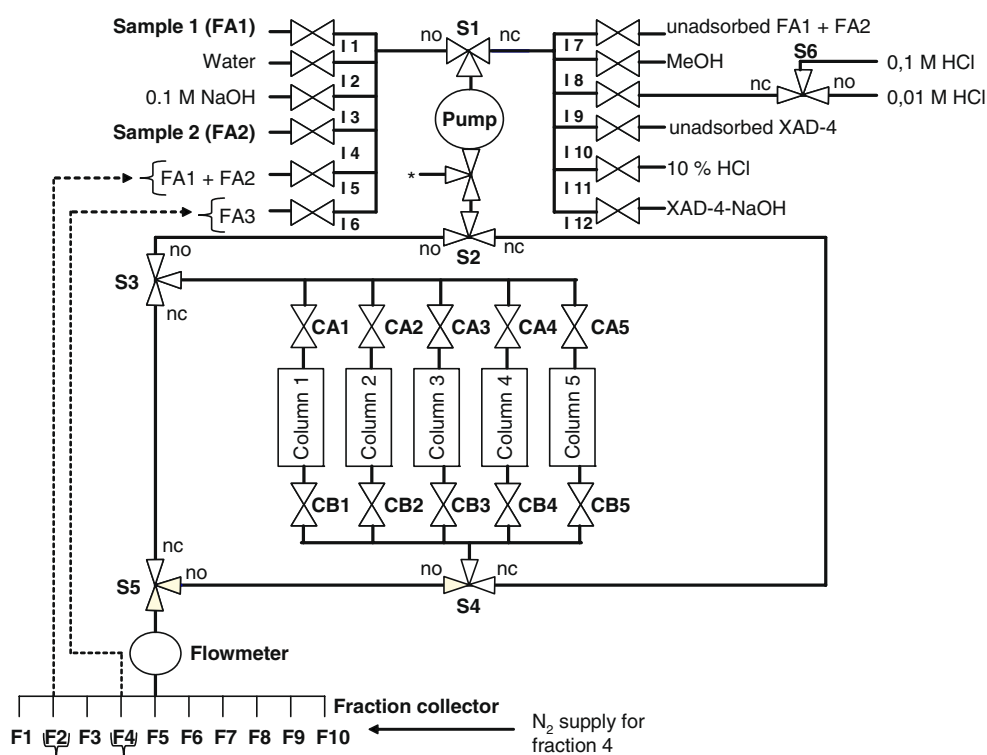 Sample 1 (FA1)
Water
0.1 M NaOH
Sample 2 (FA2)
FA1 + FA2
FA3
I 1
I 2
I 3
I 4
I 5
I 6
no
S1
nc
Pump
*
I 7
I 8
I 9
I 10
I 11
I 12
unadsorbed FA1 + FA2
MeOH
S6
nc
no
0,1 M HCl
0,01 M HCl
unadsorbed XAD-4
10 % HCl
XAD-4-NaOH
no
nc
S2
no
S3
nc
CA1
CA2
CA3
CA4
CA5
Column 1
Column 2
Column 3
Column 4
Column 5
CB1
CB2
CB3
CB4
CB5
nc
no
S5
no
nc
S4
Flowmeter
Fraction collector
F1
F2
F3
F4
F5
F6
F7
F8
F9
F10
N₂ supply for
fraction 4